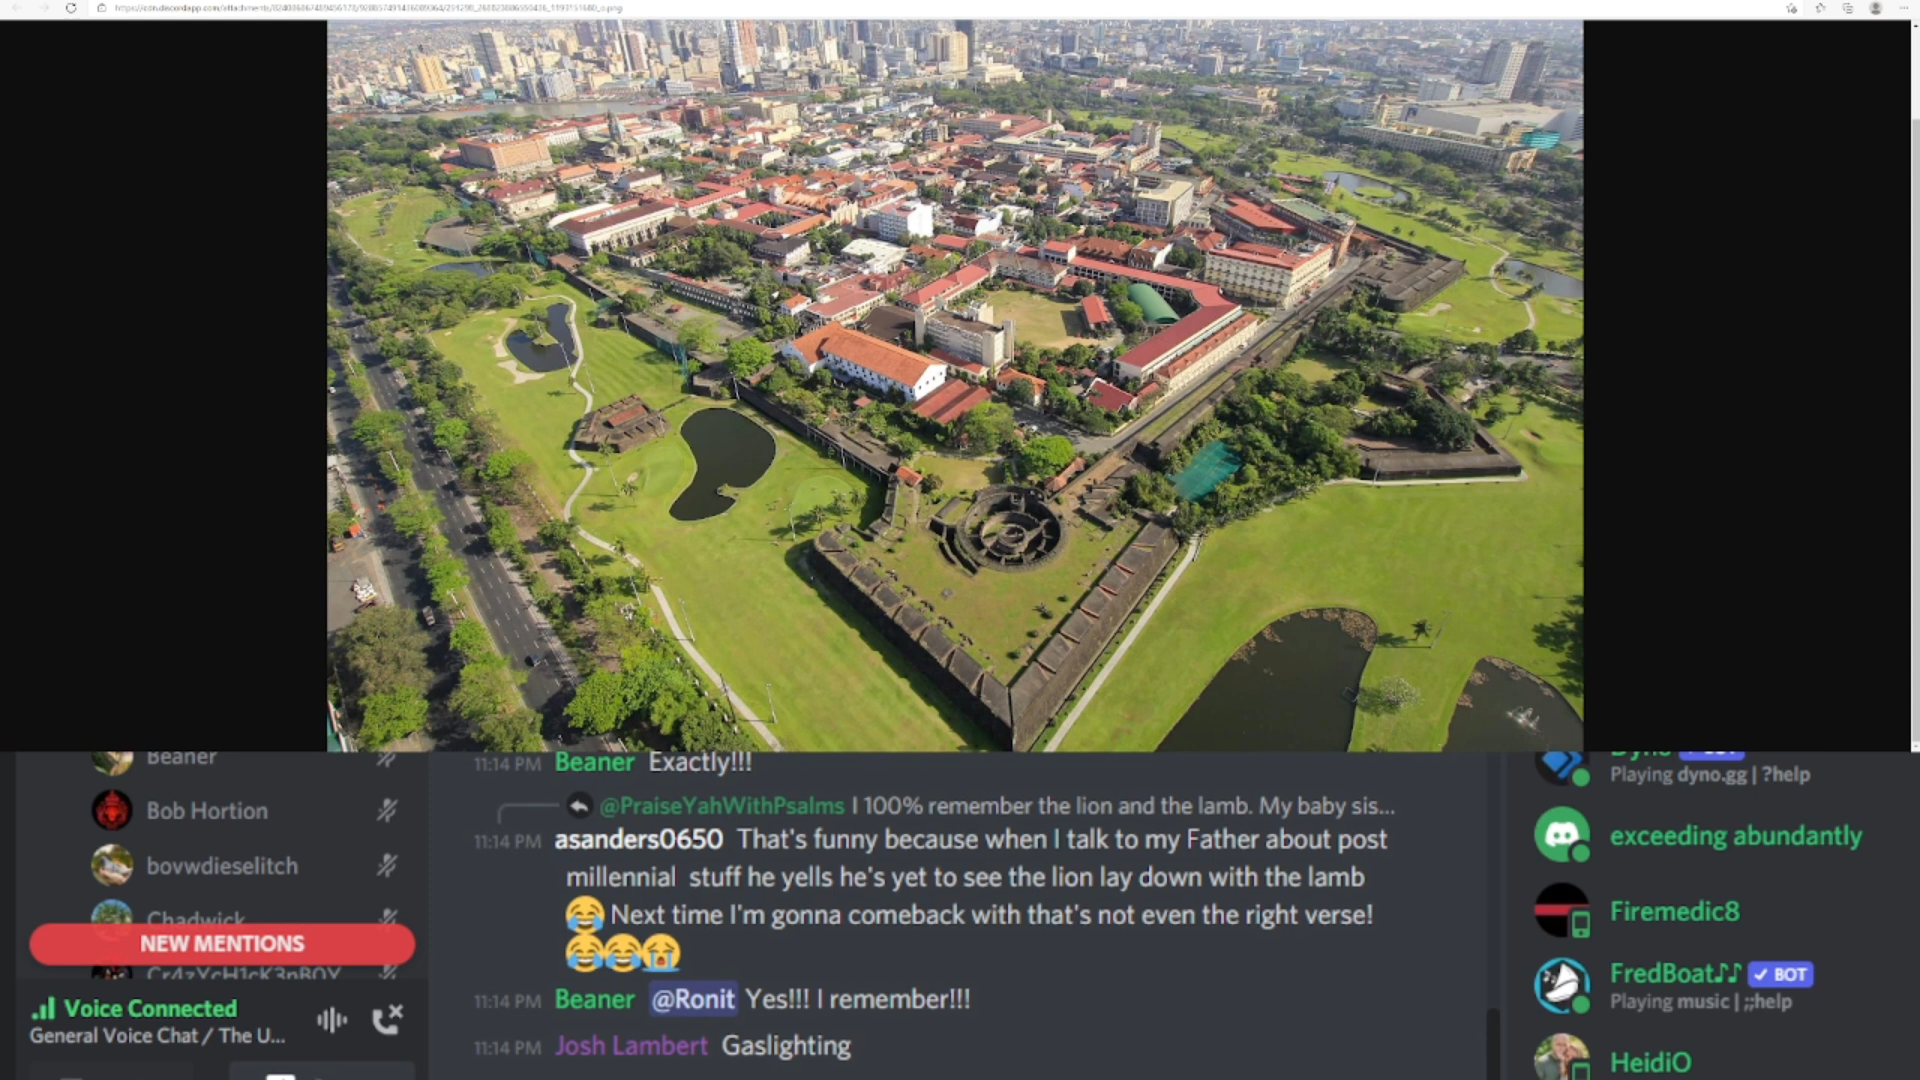 Beaner
Bob Hortion
bovwdieselitch
Chadwick
NEW MENTIONS
Cr4zYcH1cK3nB0Y
Voice Connected
General Voice Chat / The U...
11:14 PM Beaner Exactly!!!
@PraiseYahWithPsalms I 100% remember the lion and the lamb. My baby sis...
11:14 PM asanders0650 That's funny because when I talk to my Father about post
millennial stuff he yells he's yet to see the lion lay down with the lamb
😂 Next time I'm gonna comeback with that's not even the right verse!
😂😂😭
11:14 PM Beaner @Ronit Yes!!! I remember!!!
11:14 PM Josh Lambert Gaslighting
Dyno
Playing dyno.gg | ?help
exceeding abundantly
Firemedic8
FredBoat♪♪ ✓ BOT
Playing music | ;;help
HeidiO